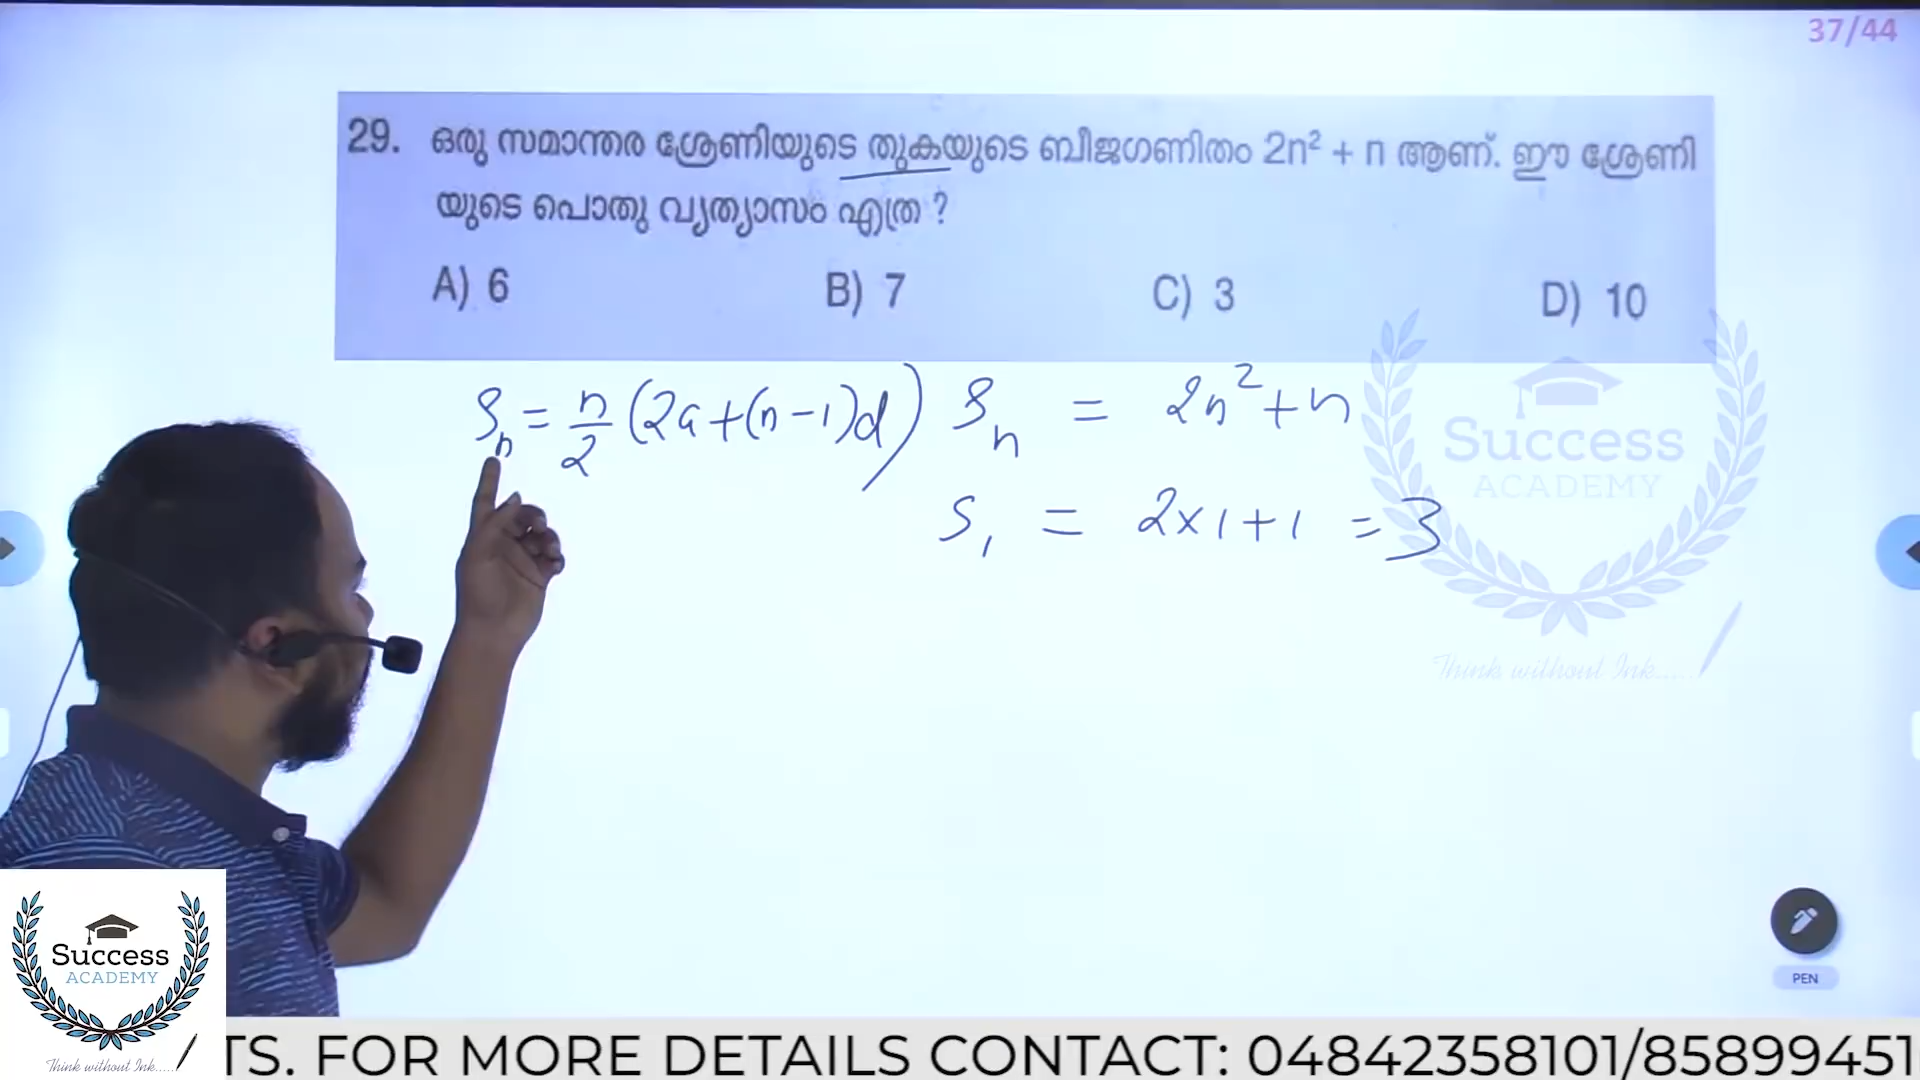 37/44
29. ഒരു സമാന്തര ശ്രേണിയുടെ തുകയുടെ ബീജഗണിതം 2n² + n ആണ്. ഈ ശ്രേണി
യുടെ പൊതു വ്യത്യാസം എത്ര ?
A) 6 B) 7 C) 3 D) 10
Sn = n/2 (2a+(n-1)d) Sn = 2n²+n
S1 = 2x1+1 = 3
Success
ACADEMY
Think without Ink......
PEN
Success
ACADEMY
Think without Ink......
TS. FOR MORE DETAILS CONTACT: 04842358101/85899451